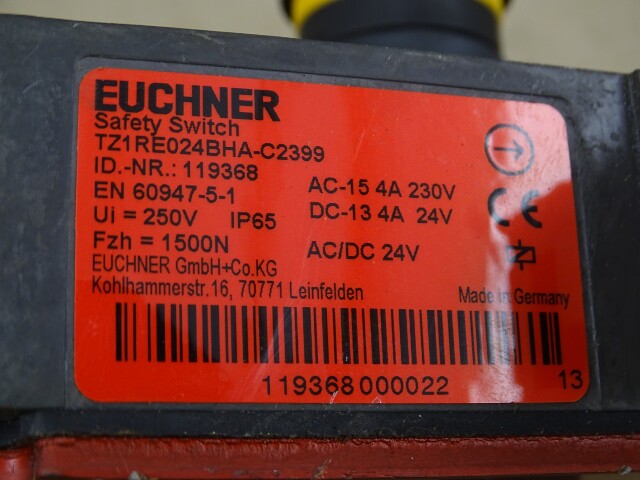 EUCHNER
Safety Switch
TZ1RE024BHA-C2399
ID.-NR.: 119368
EN 60947-5-1 AC-15 4A 230V
Ui = 250V IP65 DC-13 4A 24V
Fzh = 1500N AC/DC 24V
EUCHNER GmbH+Co.KG
Kohlhammerstr.16, 70771 Leinfelden Made in Germany
119368000022 13
CE